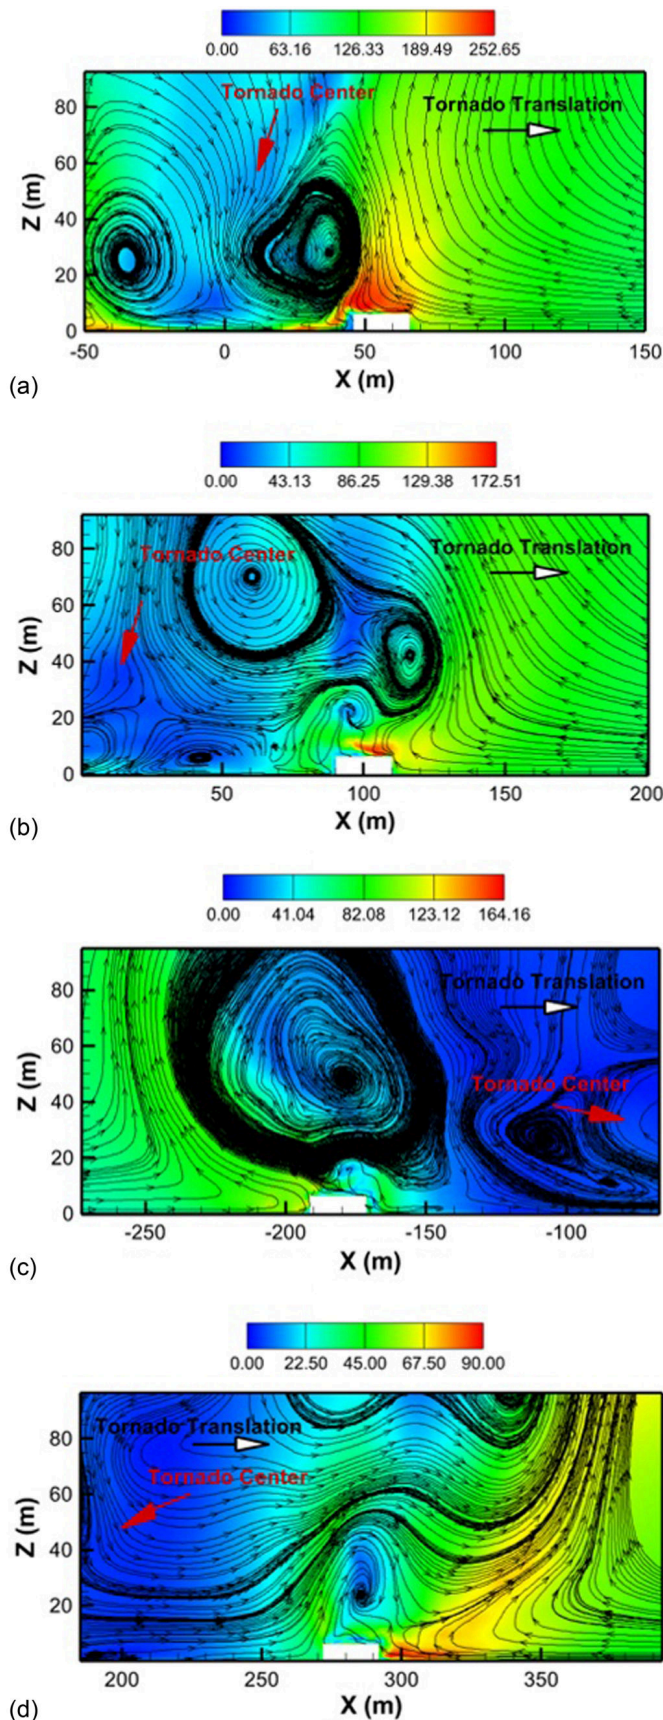 0.00 63.16 126.33 189.49 252.65
Tornado Center
Tornado Translation
80
60
40
20
0
Z (m)
-50 0 50 100 150
X (m)
(a)
0.00 43.13 86.25 129.38 172.51
Tornado Center
Tornado Translation
80
60
40
20
0
Z (m)
50 100 150 200
X (m)
(b)
0.00 41.04 82.08 123.12 164.16
Tornado Translation
Tornado Center
80
60
40
20
0
Z (m)
-250 -200 -150 -100
X (m)
(c)
0.00 22.50 45.00 67.50 90.00
Tornado Translation
Tornado Center
80
60
40
20
Z (m)
200 250 300 350
X (m)
(d)